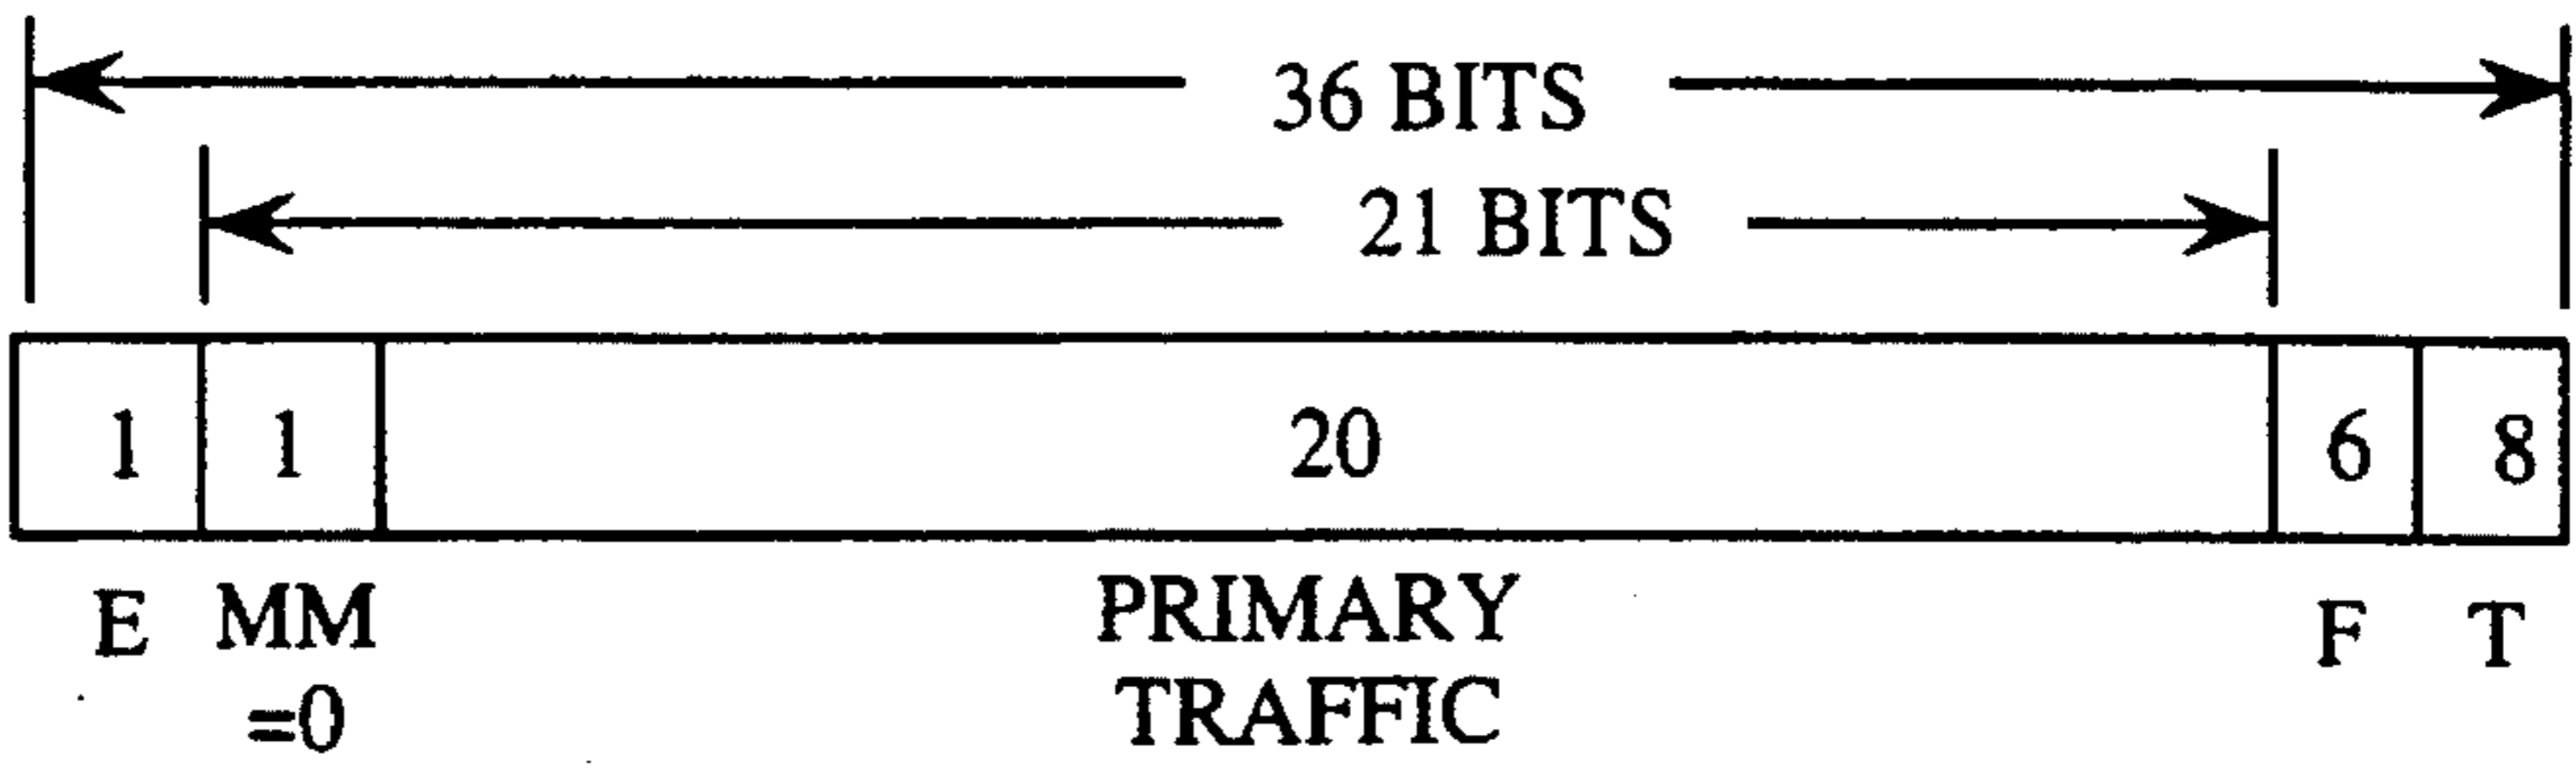 36 BITS
21 BITS
1 1 20 6 8
E MM PRIMARY F T
=0 TRAFFIC